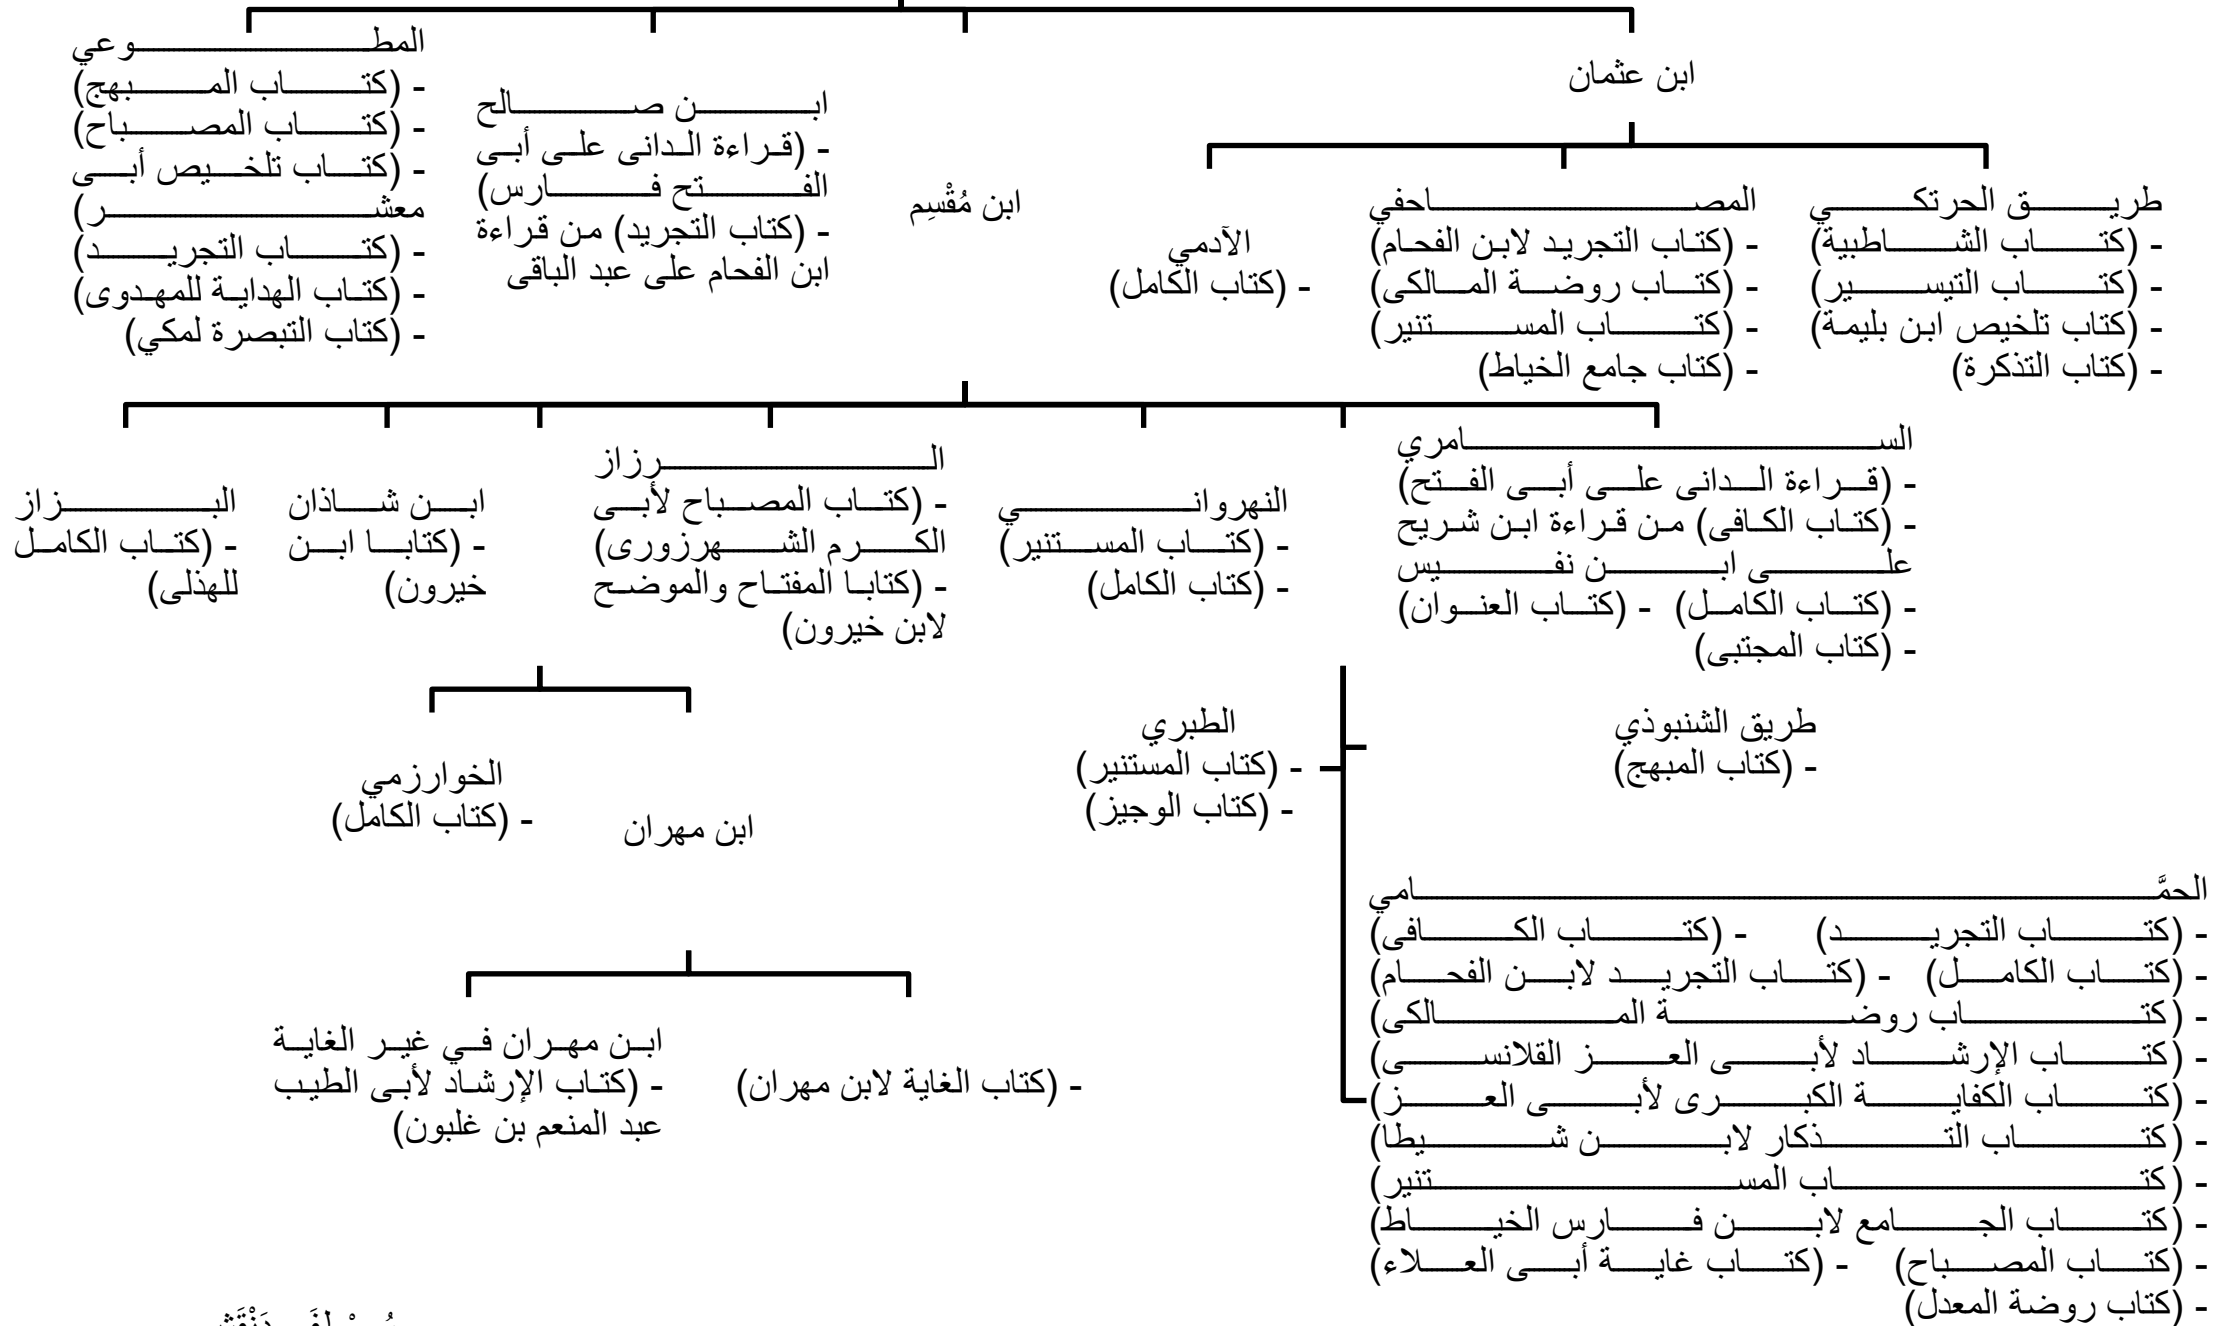 ابن عثمان
طريق الحرتكي
- (كتاب الشاطبية)
- (كتاب التيسير)
- (كتاب تلخيص ابن بليمة)
- (كتاب التذكرة)
المصاحفي
- (كتاب التجريد لابن الفحام)
- (كتاب روضة المالكى)
- (كتاب المستنير)
- (كتاب جامع الخياط)
الآدمي
- (كتاب الكامل)
ابن مُقْسِم
ابن صالح
- (قراءة الدانى على أبى
الفتح فارس)
- (كتاب التجريد) من قراءة
ابن الفحام على عبد الباقى
المطوعي
- (كتاب المبهج)
- (كتاب المصباح)
- (كتاب تلخيص أبى
معشر)
- (كتاب التجريد)
- (كتاب الهداية للمهدوى)
- (كتاب التبصرة لمكي)
السامري
- (قراءة الدانى على أبى الفتح)
- (كتاب الكافى) من قراءة ابن شريح
على ابن نفيس
- (كتاب الكامل) - (كتاب العنوان)
- (كتاب المجتبى)
النهرواني
- (كتاب المستنير)
- (كتاب الكامل)
الرزاز
- (كتاب المصباح لأبى
الكرم الشهرزورى)
- (كتابا المفتاح والموضح
لابن خيرون)
ابن شاذان
- (كتابا ابن
خيرون)
البزاز
- (كتاب الكامل
للهذلى)
طريق الشنبوذي
- (كتاب المبهج)
الطبري
- (كتاب المستنير)
- (كتاب الوجيز)
ابن مهران
الخوارزمي
- (كتاب الكامل)
الحمَّامي
- (كتاب التجريد) - (كتاب الكافى)
- (كتاب الكامل) - (كتاب التجريد لابن الفحام)
- (كتاب روضة المالكى)
- (كتاب الإرشاد لأبى العز القلانسى)
- (كتاب الكفاية الكبرى لأبى العز)
- (كتاب التذكار لابن شيطا)
- (كتاب المستنير)
- (كتاب الجامع لابن فارس الخياط)
- (كتاب المصباح) - (كتاب غاية أبى العلاء)
- (كتاب روضة المعدل)
- (كتاب الغاية لابن مهران)
ابن مهران في غير الغاية
- (كتاب الإرشاد لأبى الطيب
عبد المنعم بن غلبون)